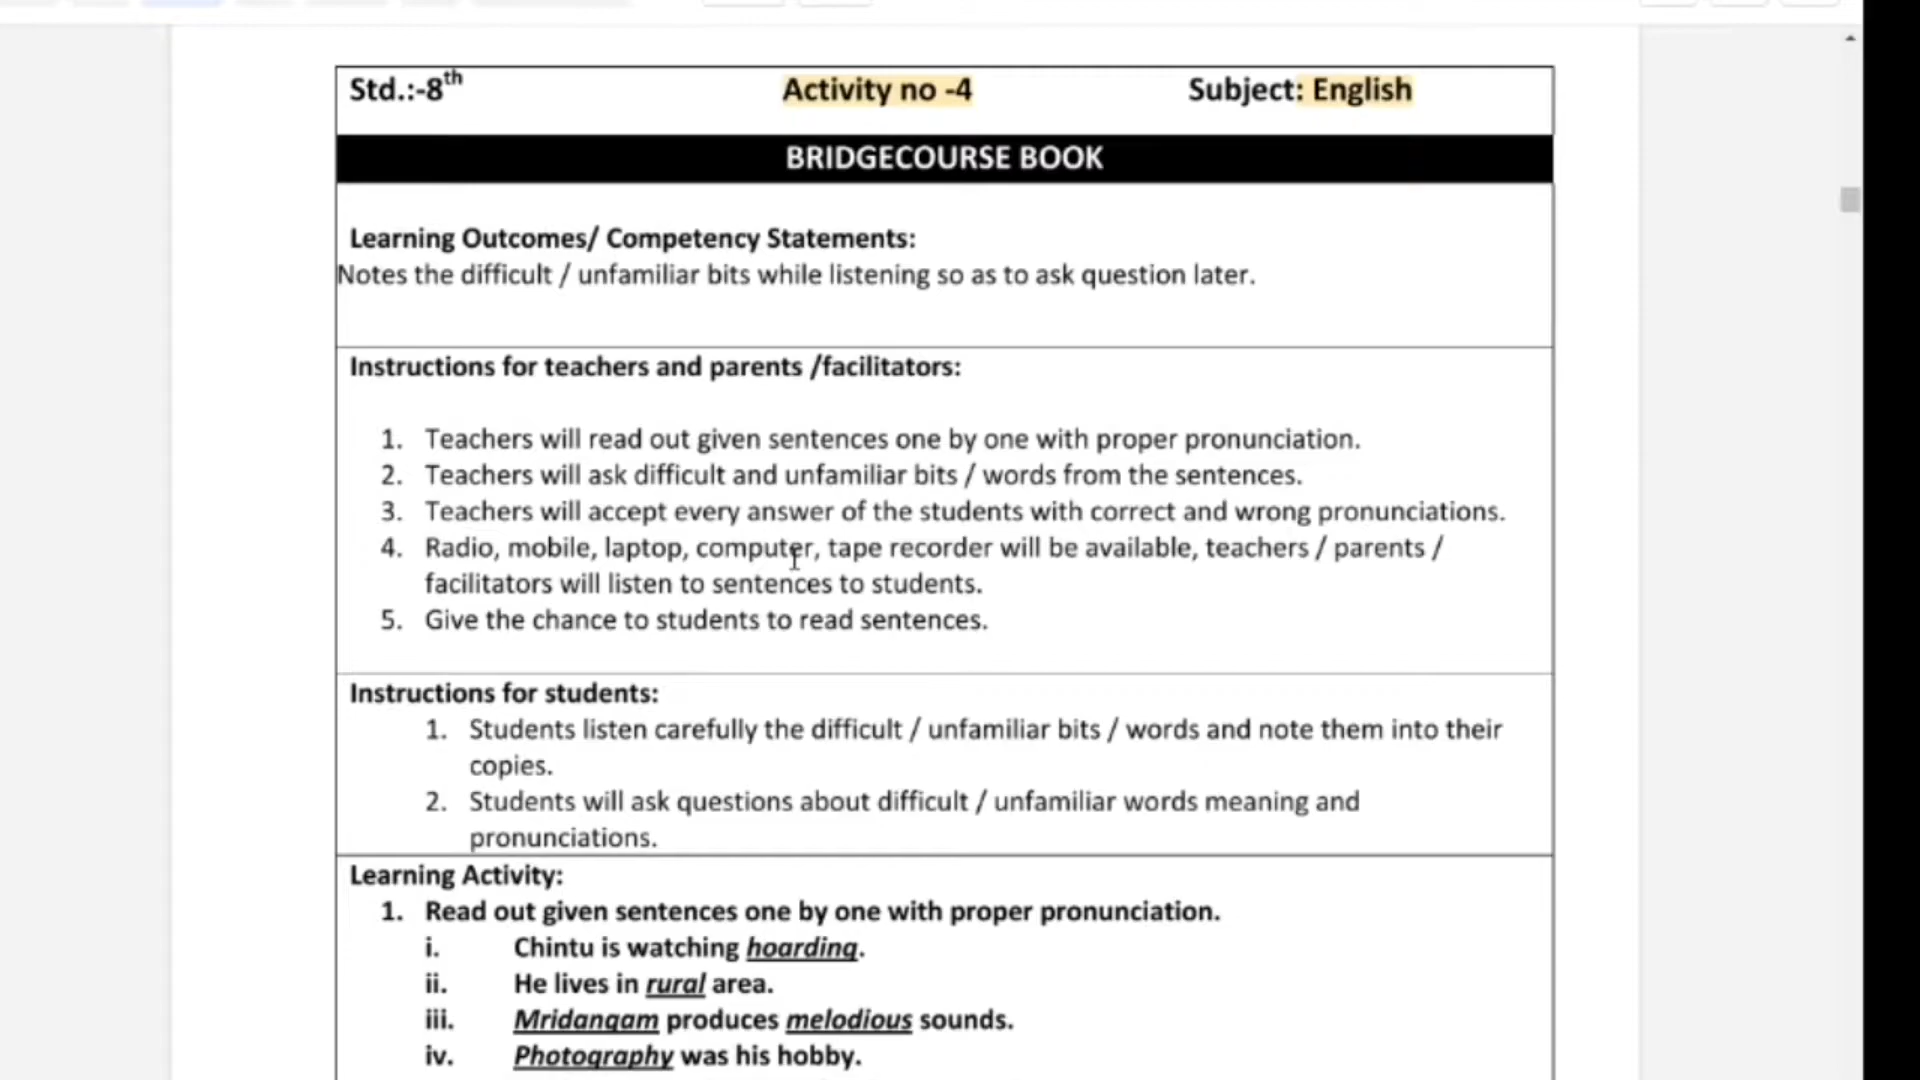 Std.:-8th Activity no -4 Subject: English
BRIDGECOURSE BOOK
Learning Outcomes/ Competency Statements:
Notes the difficult / unfamiliar bits while listening so as to ask question later.
Instructions for teachers and parents /facilitators:
1. Teachers will read out given sentences one by one with proper pronunciation.
2. Teachers will ask difficult and unfamiliar bits / words from the sentences.
3. Teachers will accept every answer of the students with correct and wrong pronunciations.
4. Radio, mobile, laptop, computer, tape recorder will be available, teachers / parents /
facilitators will listen to sentences to students.
5. Give the chance to students to read sentences.
Instructions for students:
1. Students listen carefully the difficult / unfamiliar bits / words and note them into their
copies.
2. Students will ask questions about difficult / unfamiliar words meaning and
pronunciations.
Learning Activity:
1. Read out given sentences one by one with proper pronunciation.
i. Chintu is watching hoarding.
ii. He lives in rural area.
iii. Mridangam produces melodious sounds.
iv. Photography was his hobby.